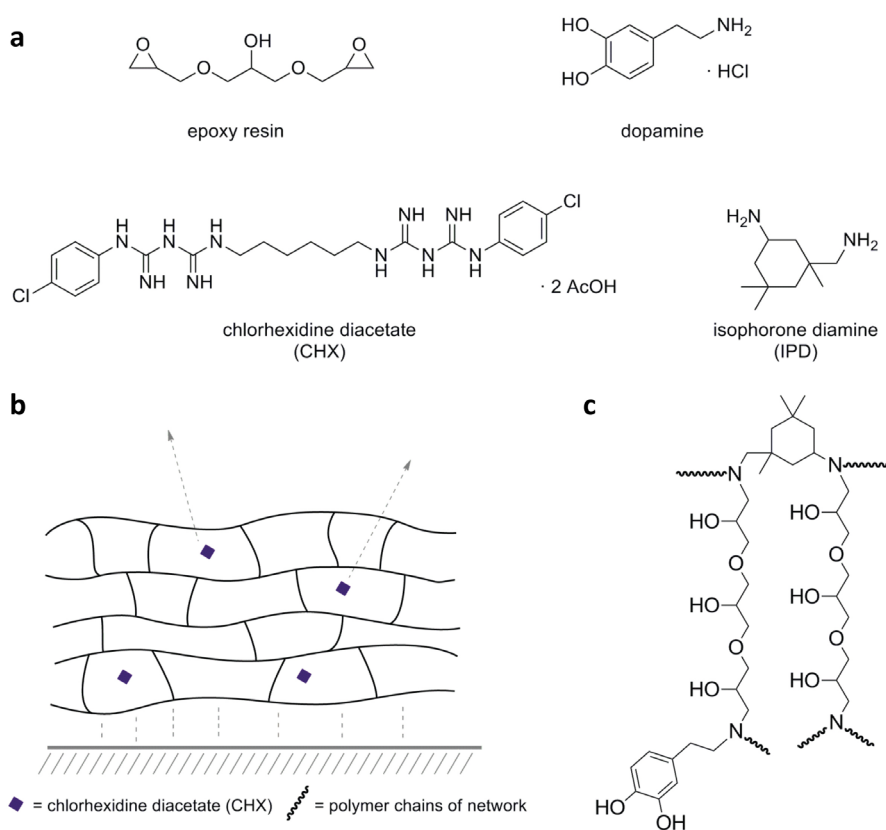 a
O
OH
O
O
O
epoxy resin
HO
HO
NH2
· HCl
dopamine
Cl
H
N
H
N
H
N
NH
NH
NH
NH
N
H
N
H
N
H
Cl
· 2 AcOH
chlorhexidine diacetate
(CHX)
H2N
NH2
isophorone diamine
(IPD)
b
= chlorhexidine diacetate (CHX)
= polymer chains of network
c
N
N
HO
HO
O
O
HO
HO
O
O
HO
HO
N
N
HO
OH